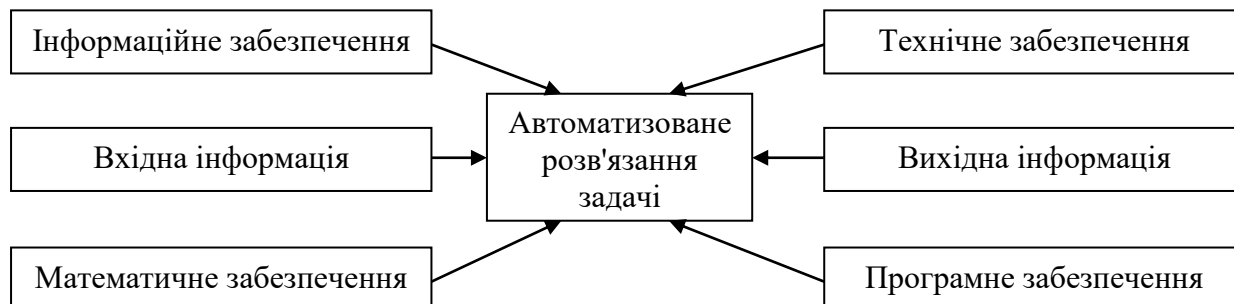 Інформаційне забезпечення
Технічне забезпечення
Автоматизоване
розв'язання
задачі
Вхідна інформація
Вихідна інформація
Математичне забезпечення
Програмне забезпечення